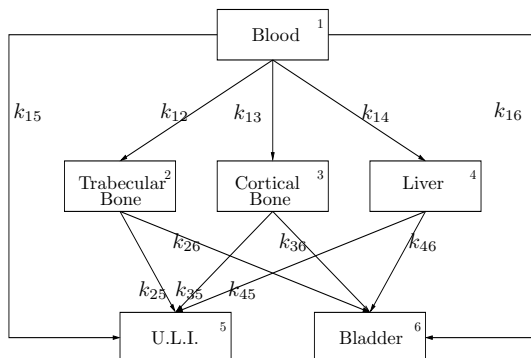 Blood 1
k12 k13 k14
k15 k16
Trabecular Bone 2
Cortical Bone 3
Liver 4
k26 k36 k46
k25 k35 k45
U.L.I. 5
Bladder 6